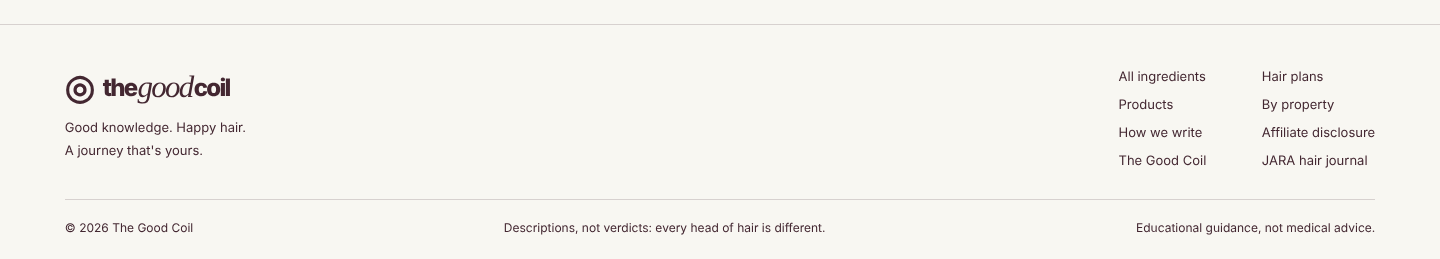 thegoodcoil
Good knowledge. Happy hair.
A journey that's yours.
All ingredients
Products
How we write
The Good Coil
Hair plans
By property
Affiliate disclosure
JARA hair journal
© 2026 The Good Coil
Descriptions, not verdicts: every head of hair is different.
Educational guidance, not medical advice.